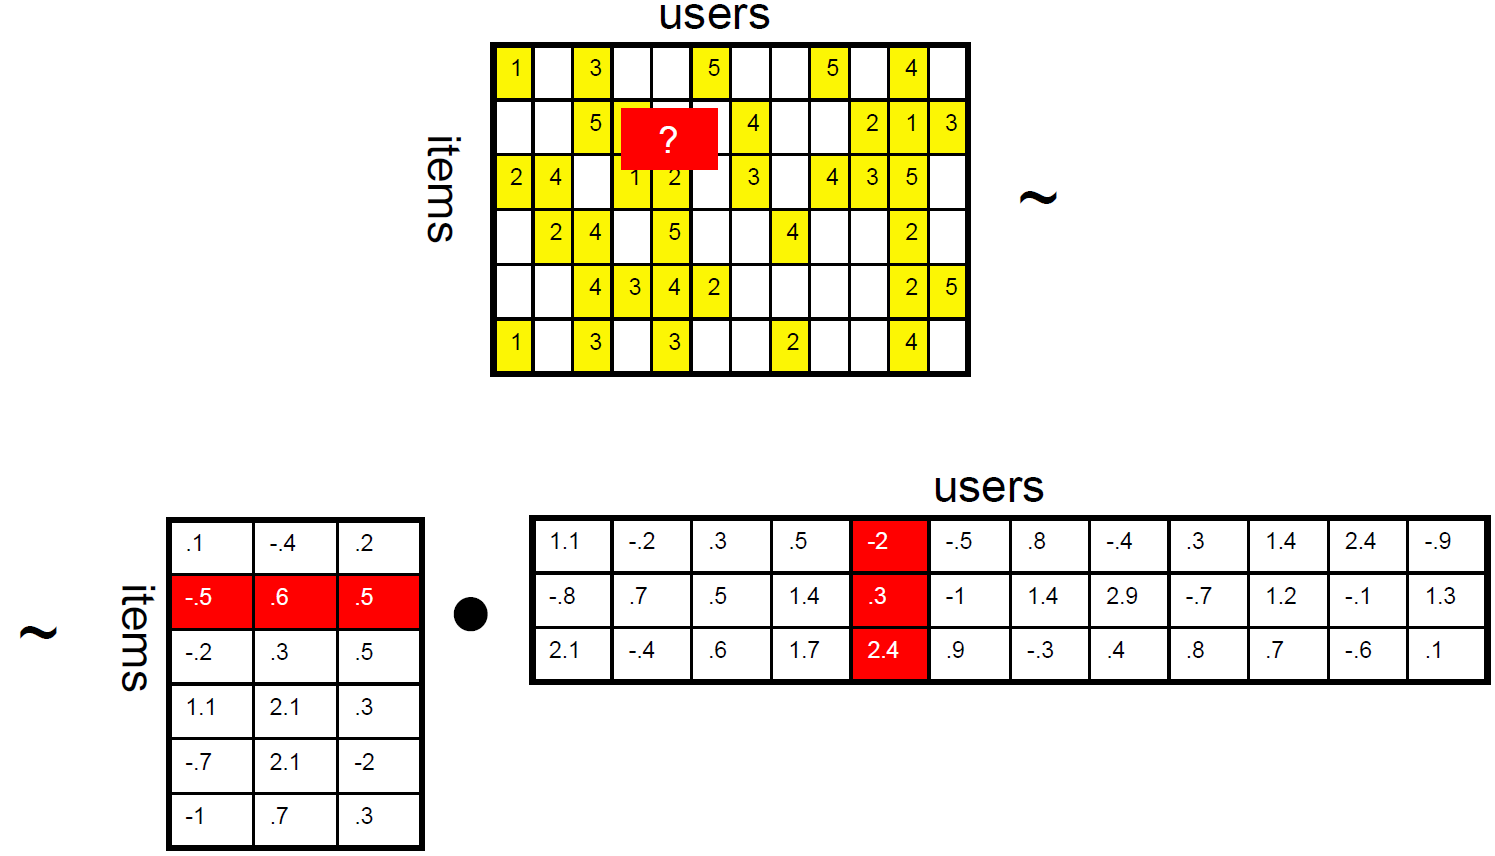 users
items
1 3 5 5 4
5 ? 4 2 1 3
2 4 1 2 3 4 3 5
2 4 5 4 2
4 3 4 2 2 5
1 3 3 2 4
~
users
~
items
.1 -.4 .2
-.5 .6 .5
-.2 .3 .5
1.1 2.1 .3
-.7 2.1 -2
-1 .7 .3
●
1.1 -.2 .3 .5 -2 -.5 .8 -.4 .3 1.4 2.4 -.9
-.8 .7 .5 1.4 .3 -1 1.4 2.9 -.7 1.2 -.1 1.3
2.1 -.4 .6 1.7 2.4 .9 -.3 .4 .8 .7 -.6 .1